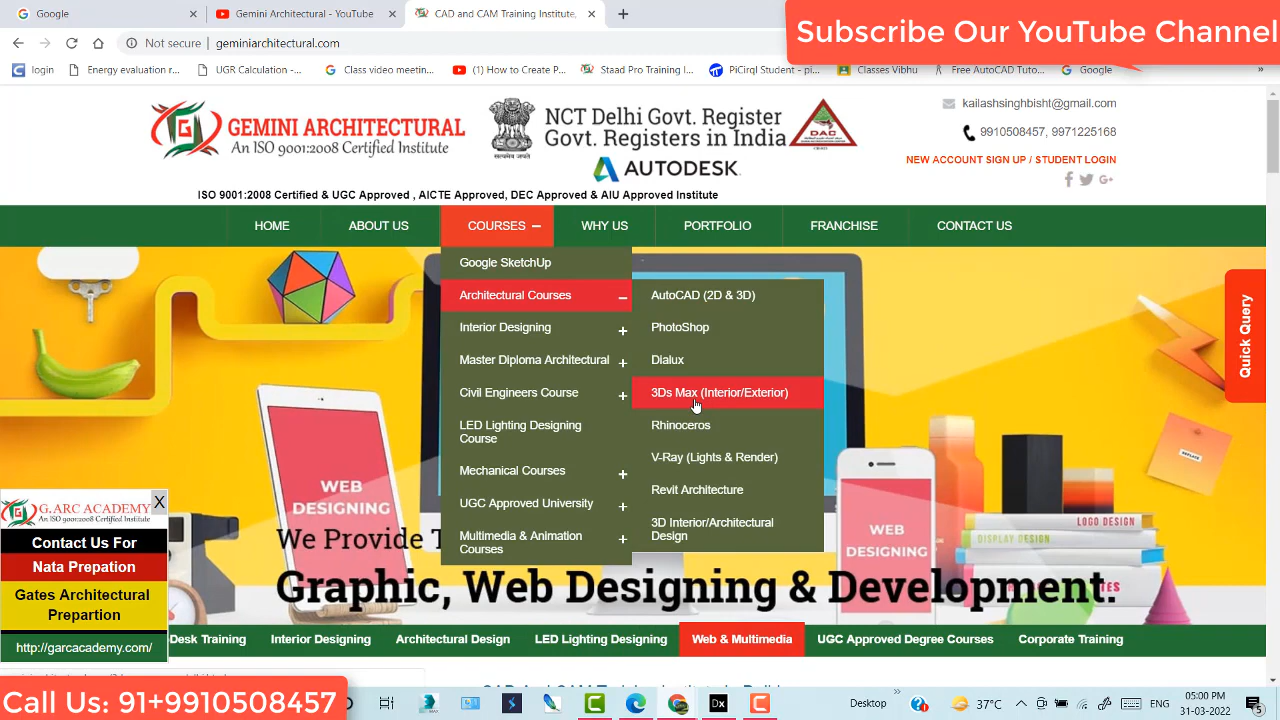 Google
YouTube
CAD and CAM Training Institute in
Subscribe Our YouTube Channel
Not secure
geminiarchitectural.com
login
Energy evaluation r...
UGR Calculation -...
Class video meetin...
(1) How to Create P...
Staad Pro Training I...
PiCirql Student - pi...
Classes Vibhu
Free AutoCAD Tuto...
Google
»
GEMINI ARCHITECTURAL
An ISO 9001:2008 Certified Institute
सत्यमेव जयते
NCT Delhi Govt. Register
Govt. Registers in India
AUTODESK
DAC
kailashsinghbisht@gmail.com
9910508457, 9971225168
NEW ACCOUNT SIGN UP / STUDENT LOGIN
ISO 9001:2008 Certified & UGC Approved , AICTE Approved, DEC Approved & AIU Approved Institute
HOME
ABOUT US
COURSES
WHY US
PORTFOLIO
FRANCHISE
CONTACT US
Google SketchUp
Architectural Courses
Interior Designing
Master Diploma Architectural
Civil Engineers Course
LED Lighting Designing
Course
Mechanical Courses
UGC Approved University
Multimedia & Animation
Courses
AutoCAD (2D & 3D)
PhotoShop
Dialux
3Ds Max (Interior/Exterior)
Rhinoceros
V-Ray (Lights & Render)
Revit Architecture
3D Interior/Architectural
Design
Quick Query
WEB
DESIGNING
WEB
DESIGNING
LOGO DESIGN
DISPLAY DESIGN
We Provide T
Graphic, Web Designing & Development.
X
G.ARC ACADEMY
An ISO 9001:2008 Certified Institute
Contact Us For
Nata Prepation
Gates Architectural
Prepartion
http://garcacademy.com/
Desk Training
Interior Designing
Architectural Design
LED Lighting Designing
Web & Multimedia
UGC Approved Degree Courses
Corporate Training
Call Us: 91+9910508457
Dx
Desktop
»
37°C
05:00 PM
31-03-2022
5